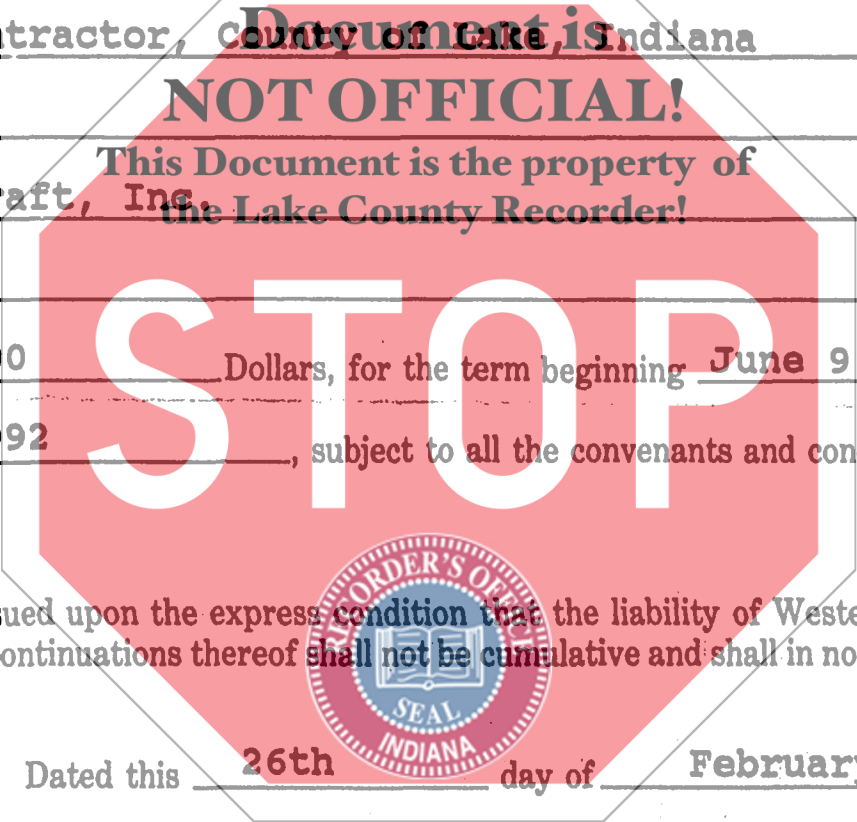 tractor, County of Lake, Indiana
Document is
NOT OFFICIAL!
This Document is the property of
aft, Inc.
the Lake County Recorder!
STOP
0 Dollars, for the term beginning June 9
92 , subject to all the convenants and con
RECORDER'S OFFICE
sued upon the express condition that the liability of Weste
ontinuations thereof shall not be cumulative and shall in no
SEAL
INDIANA
Dated this 26th day of February